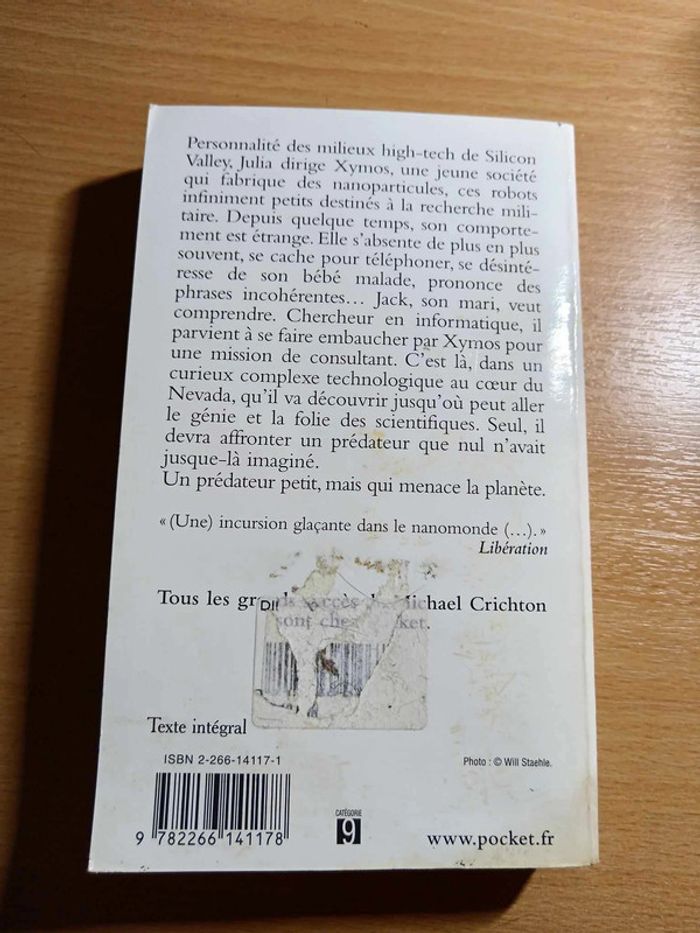 Personnalité des milieux high-tech de Silicon
Valley, Julia dirige Xymos, une jeune société
qui fabrique des nanoparticules, ces robots
infiniment petits destinés à la recherche mili-
taire. Depuis quelque temps, son comporte-
ment est étrange. Elle s'absente de plus en plus
souvent, se cache pour téléphoner, se désinté-
resse de son bébé malade, prononce des
phrases incohérentes... Jack, son mari, veut
comprendre. Chercheur en informatique, il
parvient à se faire embaucher par Xymos pour
une mission de consultant. C'est là, dans un
curieux complexe technologique au cœur du
Nevada, qu'il va découvrir jusqu'où peut aller
le génie et la folie des scientifiques. Seul, il
devra affronter un prédateur que nul n'avait
jusque-là imaginé.
Un prédateur petit, mais qui menace la planète.
« (Une) incursion glaçante dans le nanomonde (...). »
Libération
Tous les Michael Crichton
sont
Texte intégral
ISBN 2-266-14117-1
Photo : © Will Staehle.
9 782266 141178
CATÉGORIE
9
www.pocket.fr